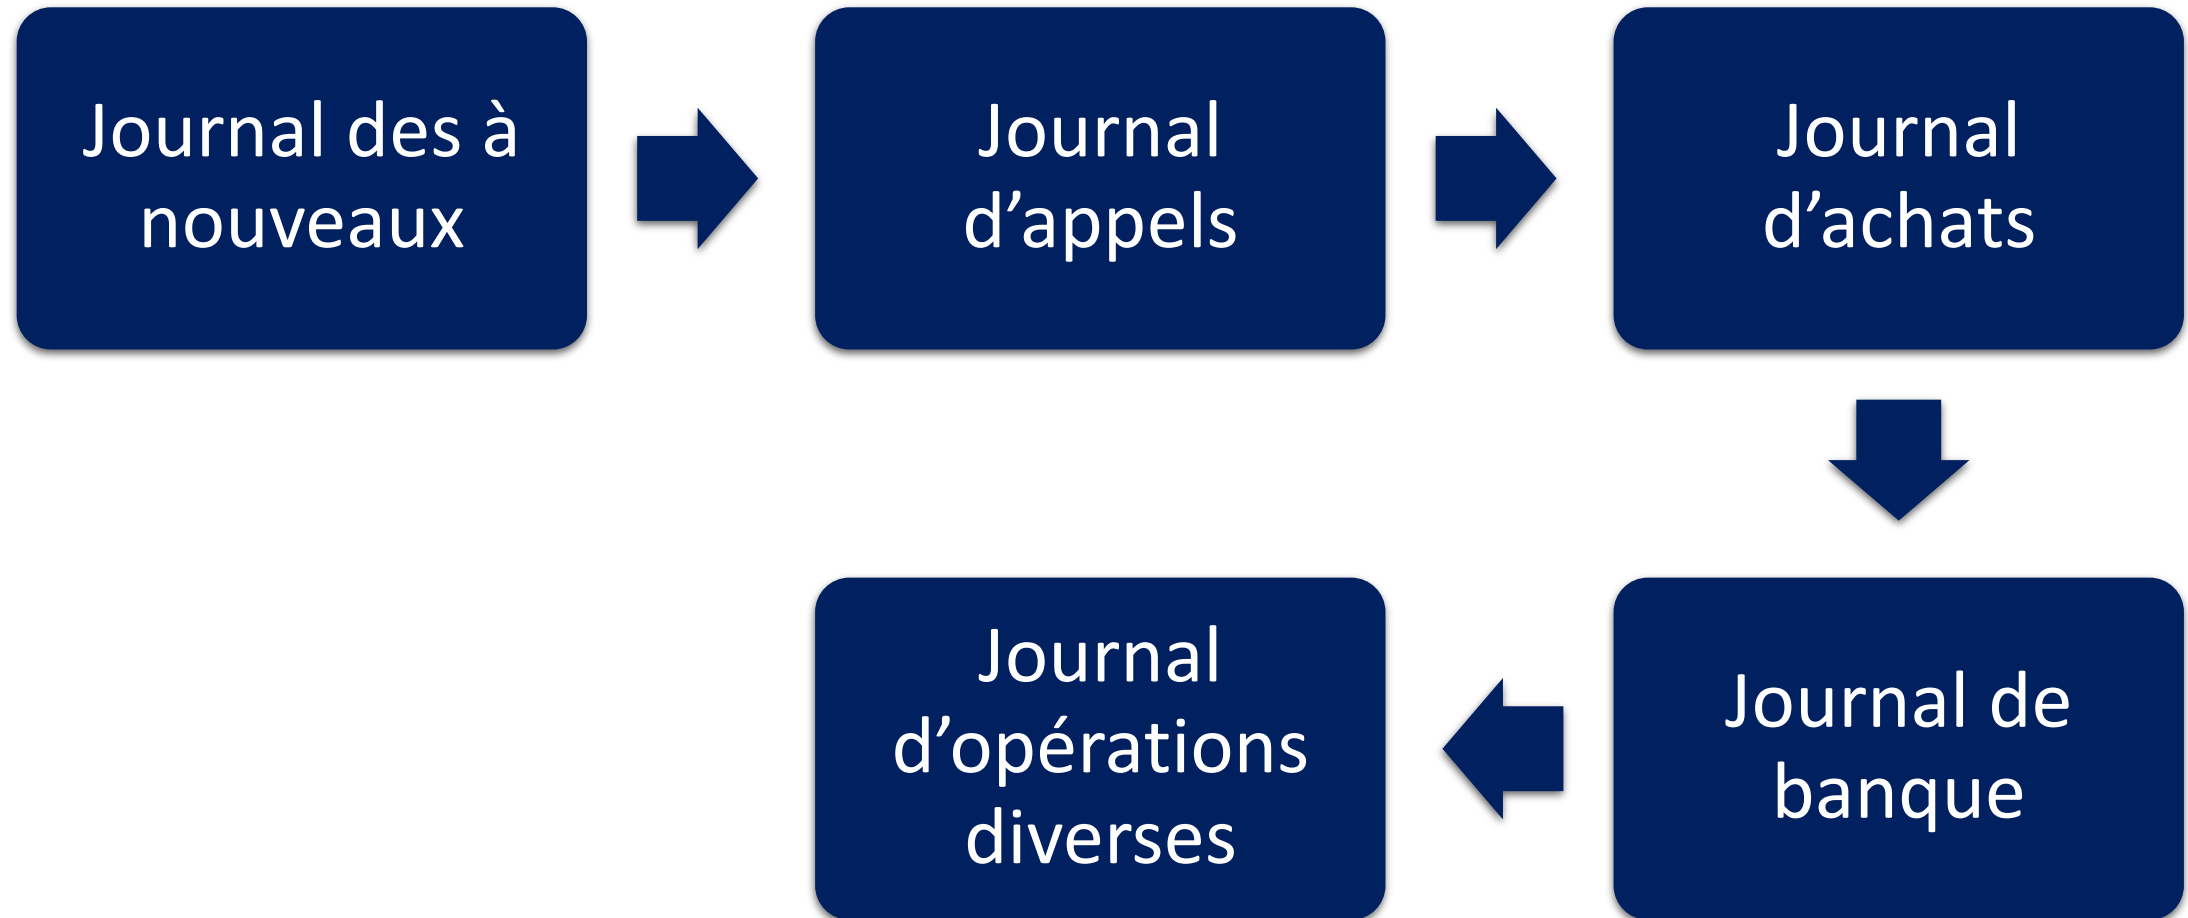 Journal des à
nouveaux
Journal
d’appels
Journal
d’achats
Journal de
banque
Journal
d’opérations
diverses